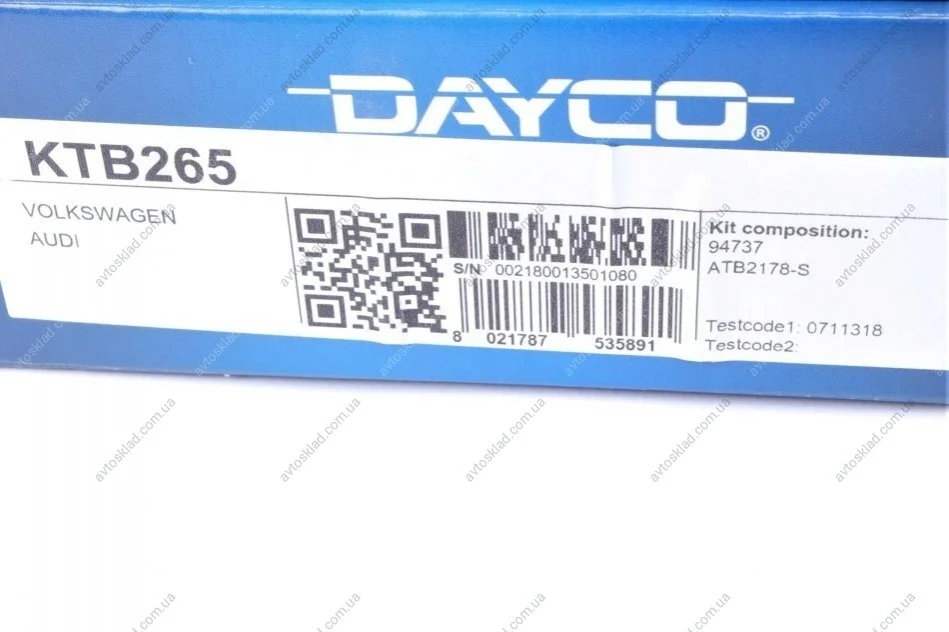 DAYCO®
KTB265
VOLKSWAGEN
AUDI
S/N 002180013501080
8 021787 535891
Kit composition:
94737
ATB2178-S
Testcode1: 0711318
Testcode2:
avtosklad.com.ua